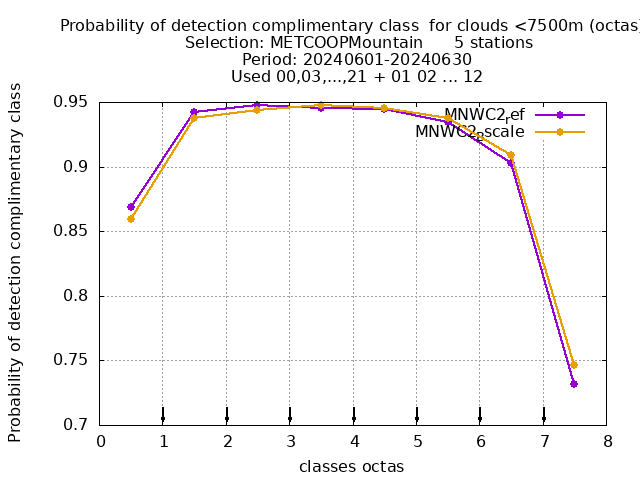 Probability of detection complimentary class  for clouds <7500m (octas)
Selection: METCOOPMountain      5 stations
Period: 20240601-20240630
Used 00,03,...,21 + 01 02 ... 12
Probability of detection complimentary class
0.95
0.9
0.85
0.8
0.75
0.7
MNWC2ref
MNWC2scale
0 1 2 3 4 5 6 7 8
classes octas